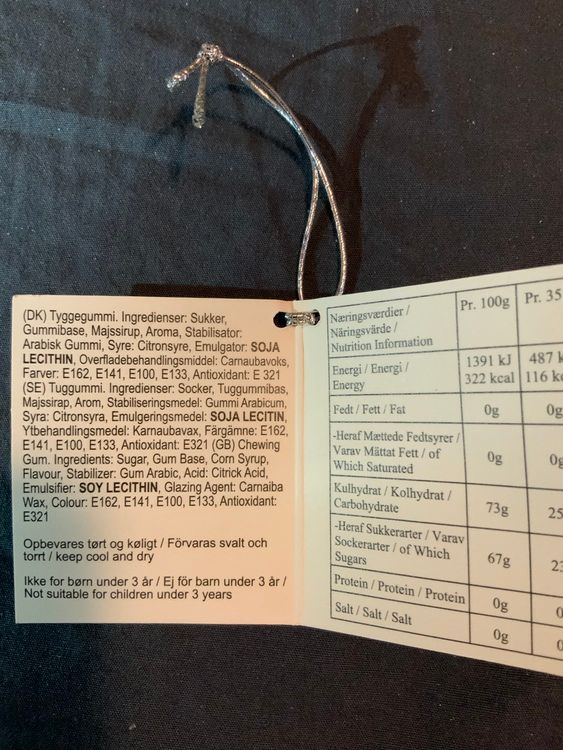 (DK) Tyggegummi. Ingredienser: Sukker,
Gummibase, Majssirup, Aroma, Stabilisator:
Arabisk Gummi, Syre: Citronsyre, Emulgator: SOJA
LECITHIN, Overfladebehandlingsmiddel: Carnaubavoks,
Farver: E162, E141, E100, E133, Antioxidant: E 321
(SE) Tuggummi. Ingredienser: Socker, Tuggummibas,
Majssirap, Arom, Stabiliseringsmedel: Gummi Arabicum,
Syra: Citronsyra, Emulgeringsmedel: SOJA LECITIN,
Ytbehandlingsmedel: Karnaubavax, Färgämne: E162,
E141, E100, E133, Antioxidant: E321 (GB) Chewing
Gum. Ingredients: Sugar, Gum Base, Corn Syrup,
Flavour, Stabilizer: Gum Arabic, Acid: Citrick Acid,
Emulsifier: SOY LECITHIN, Glazing Agent: Carnaiba
Wax, Colour: E162, E141, E100, E133, Antioxidant:
E321
Opbevares tørt og køligt / Förvaras svalt och
torrt / keep cool and dry
Ikke for børn under 3 år / Ej för barn under 3 år /
Not suitable for children under 3 years
Næringsværdier / Pr. 100g Pr. 35
Näringsvärde /
Nutrition Information
Energi / Energi / 1391 kJ 487 k
Energy 322 kcal 116 k
Fedt / Fett / Fat 0g 0g
-Heraf Mættede Fedtsyrer /
Varav Mättat Fett / of 0g 0g
Which Saturated
Kulhydrat / Kolhydrat / 73g 25
Carbohydrate
-Heraf Sukkerarter / Varav
Sockerarter / of Which 67g 23
Sugars
Protein / Protein / Protein 0g 0
Salt / Salt / Salt 0g 0